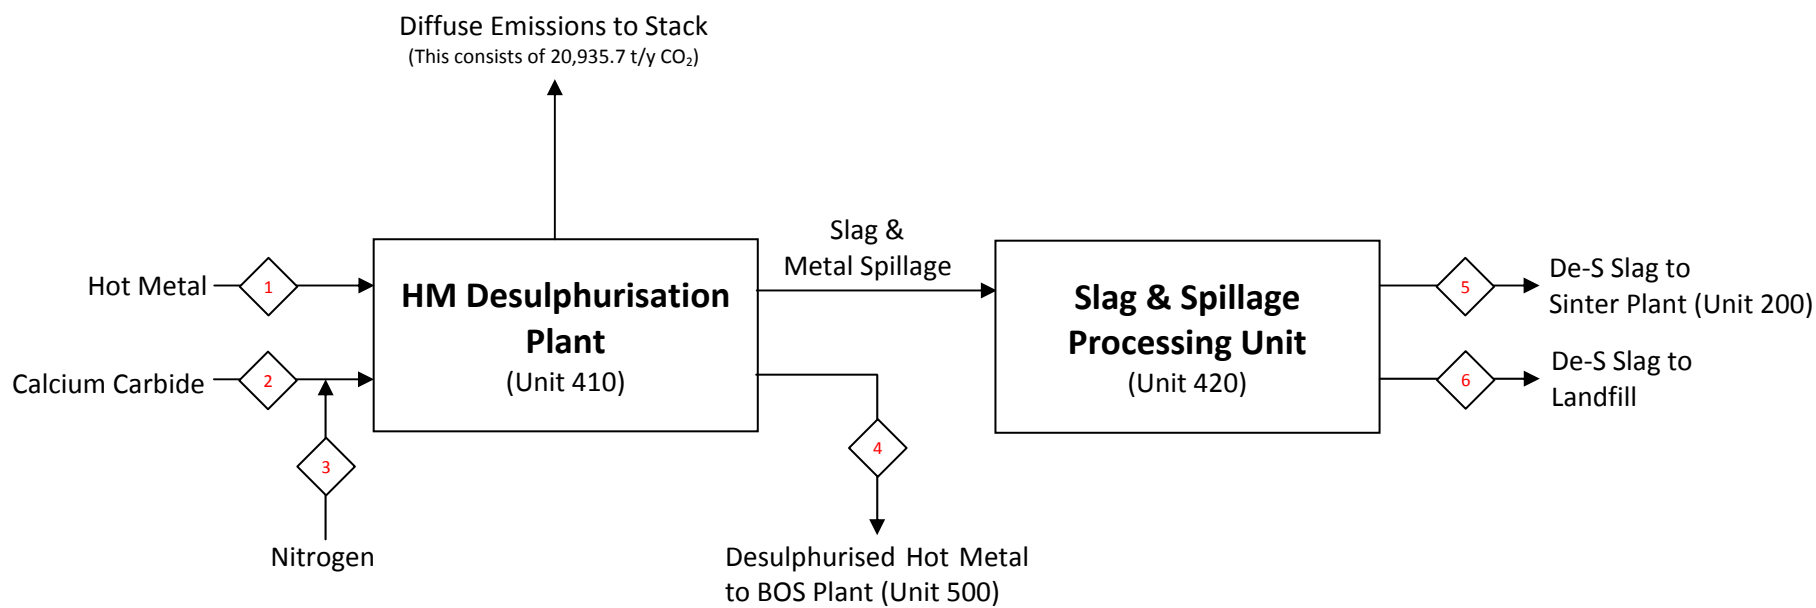 Diffuse Emissions to Stack
(This consists of 20,935.7 t/y CO₂)
Hot Metal
1
HM Desulphurisation
Plant
(Unit 410)
Calcium Carbide
2
3
Nitrogen
Slag &
Metal Spillage
4
Desulphurised Hot Metal
to BOS Plant (Unit 500)
Slag & Spillage
Processing Unit
(Unit 420)
5
De-S Slag to
Sinter Plant (Unit 200)
6
De-S Slag to
Landfill